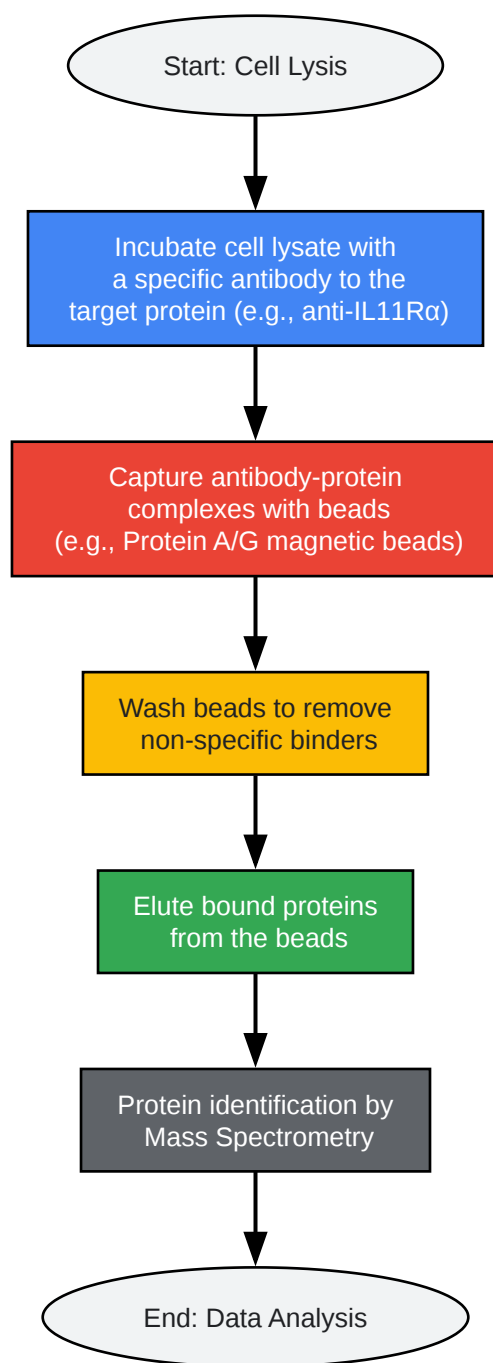 Start: Cell Lysis
Incubate cell lysate with
a specific antibody to the
target protein (e.g., anti-IL11Rα)
Capture antibody-protein
complexes with beads
(e.g., Protein A/G magnetic beads)
Wash beads to remove
non-specific binders
Elute bound proteins
from the beads
Protein identification by
Mass Spectrometry
End: Data Analysis